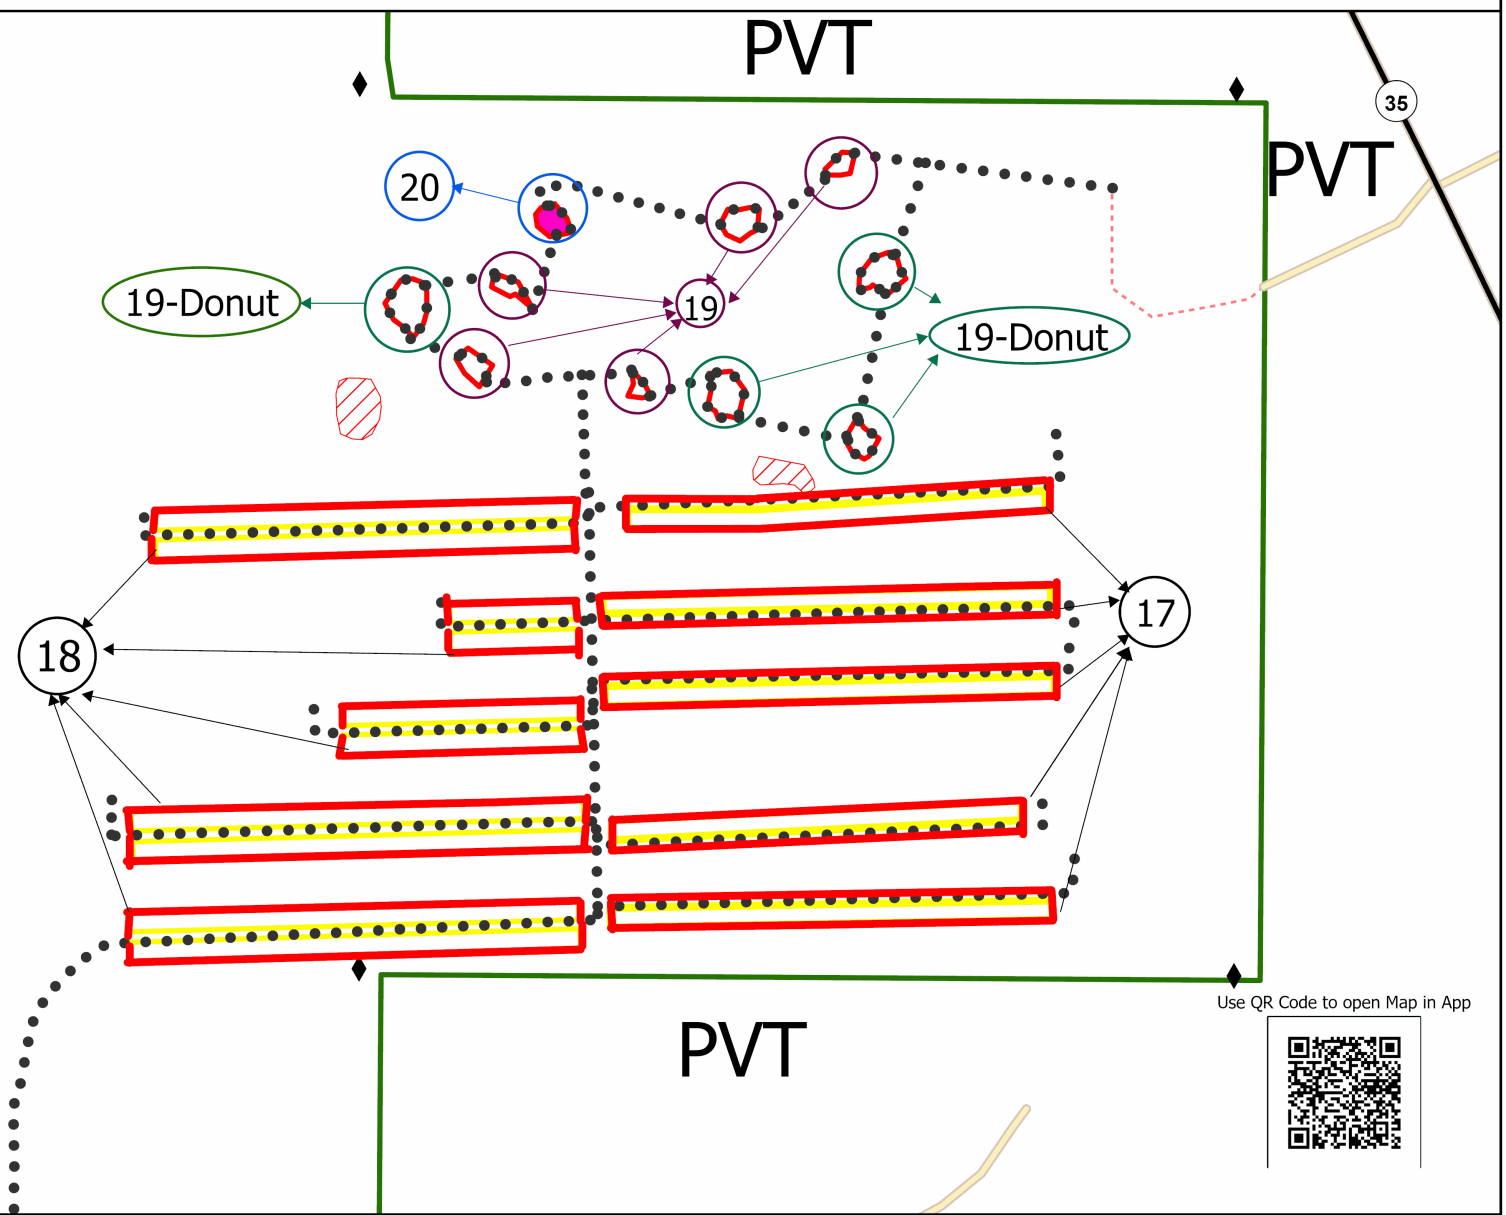 PVT
35
PVT
20
19-Donut
19
19-Donut
17
18
Use QR Code to open Map in App
PVT